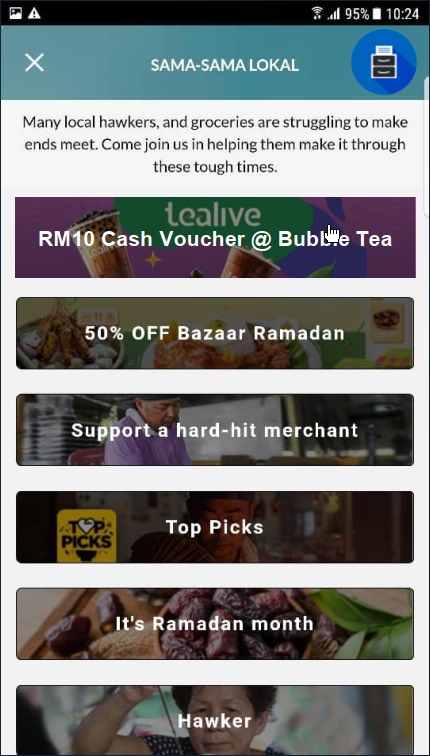 95% 10:24
SAMA-SAMA LOKAL
Many local hawkers, and groceries are struggling to make
ends meet. Come join us in helping them make it through
these tough times.
tealive
RM10 Cash Voucher @ Bubble Tea
50% OFF Bazaar Ramadan
Support a hard-hit merchant
TOP
PICKS
Top Picks
It's Ramadan month
Hawker